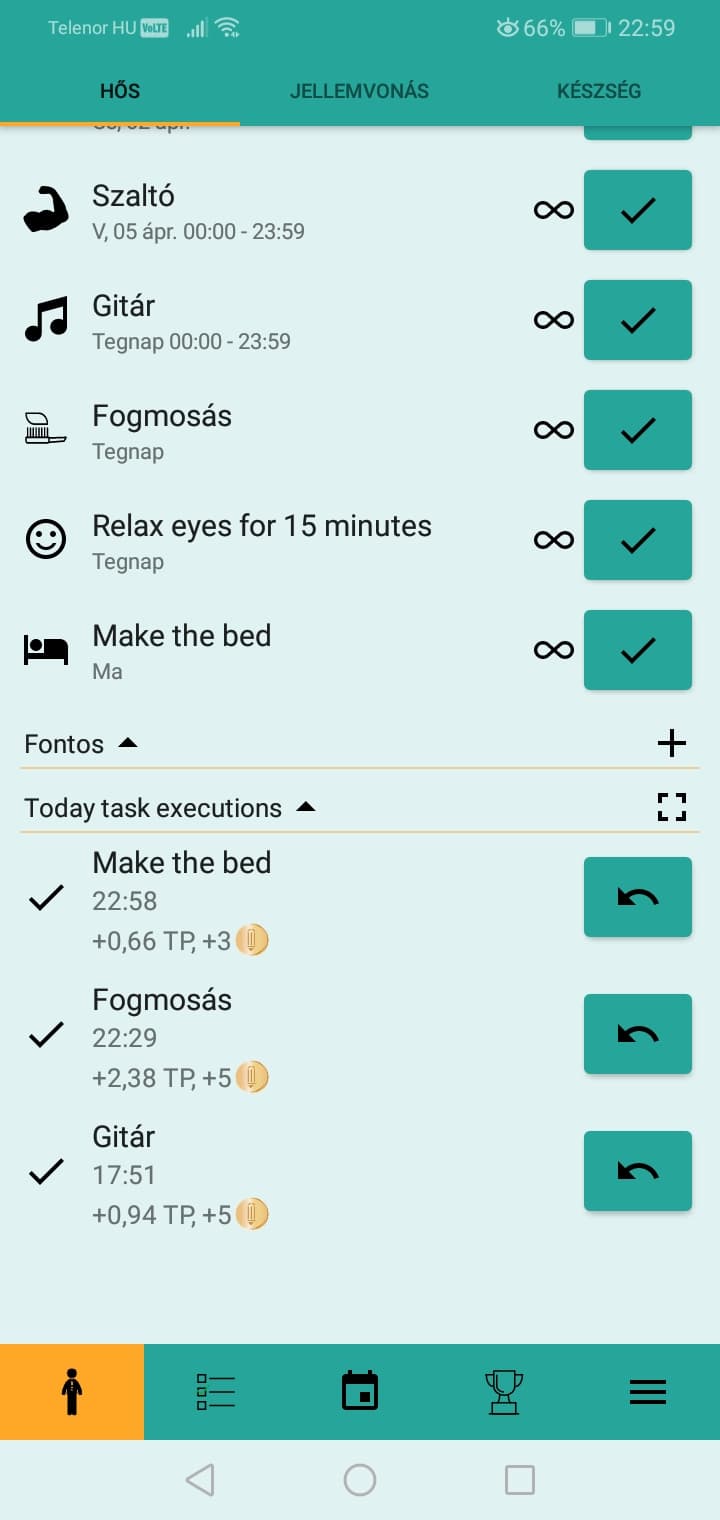 Telenor HU VoLTE 66% 22:59
HŐS JELLEMVONÁS KÉSZSÉG
Szaltó
V, 05 ápr. 00:00 - 23:59
Gitár
Tegnap 00:00 - 23:59
Fogmosás
Tegnap
Relax eyes for 15 minutes
Tegnap
Make the bed
Ma
Fontos
Today task executions
Make the bed
22:58
+0,66 TP, +3
Fogmosás
22:29
+2,38 TP, +5
Gitár
17:51
+0,94 TP, +5